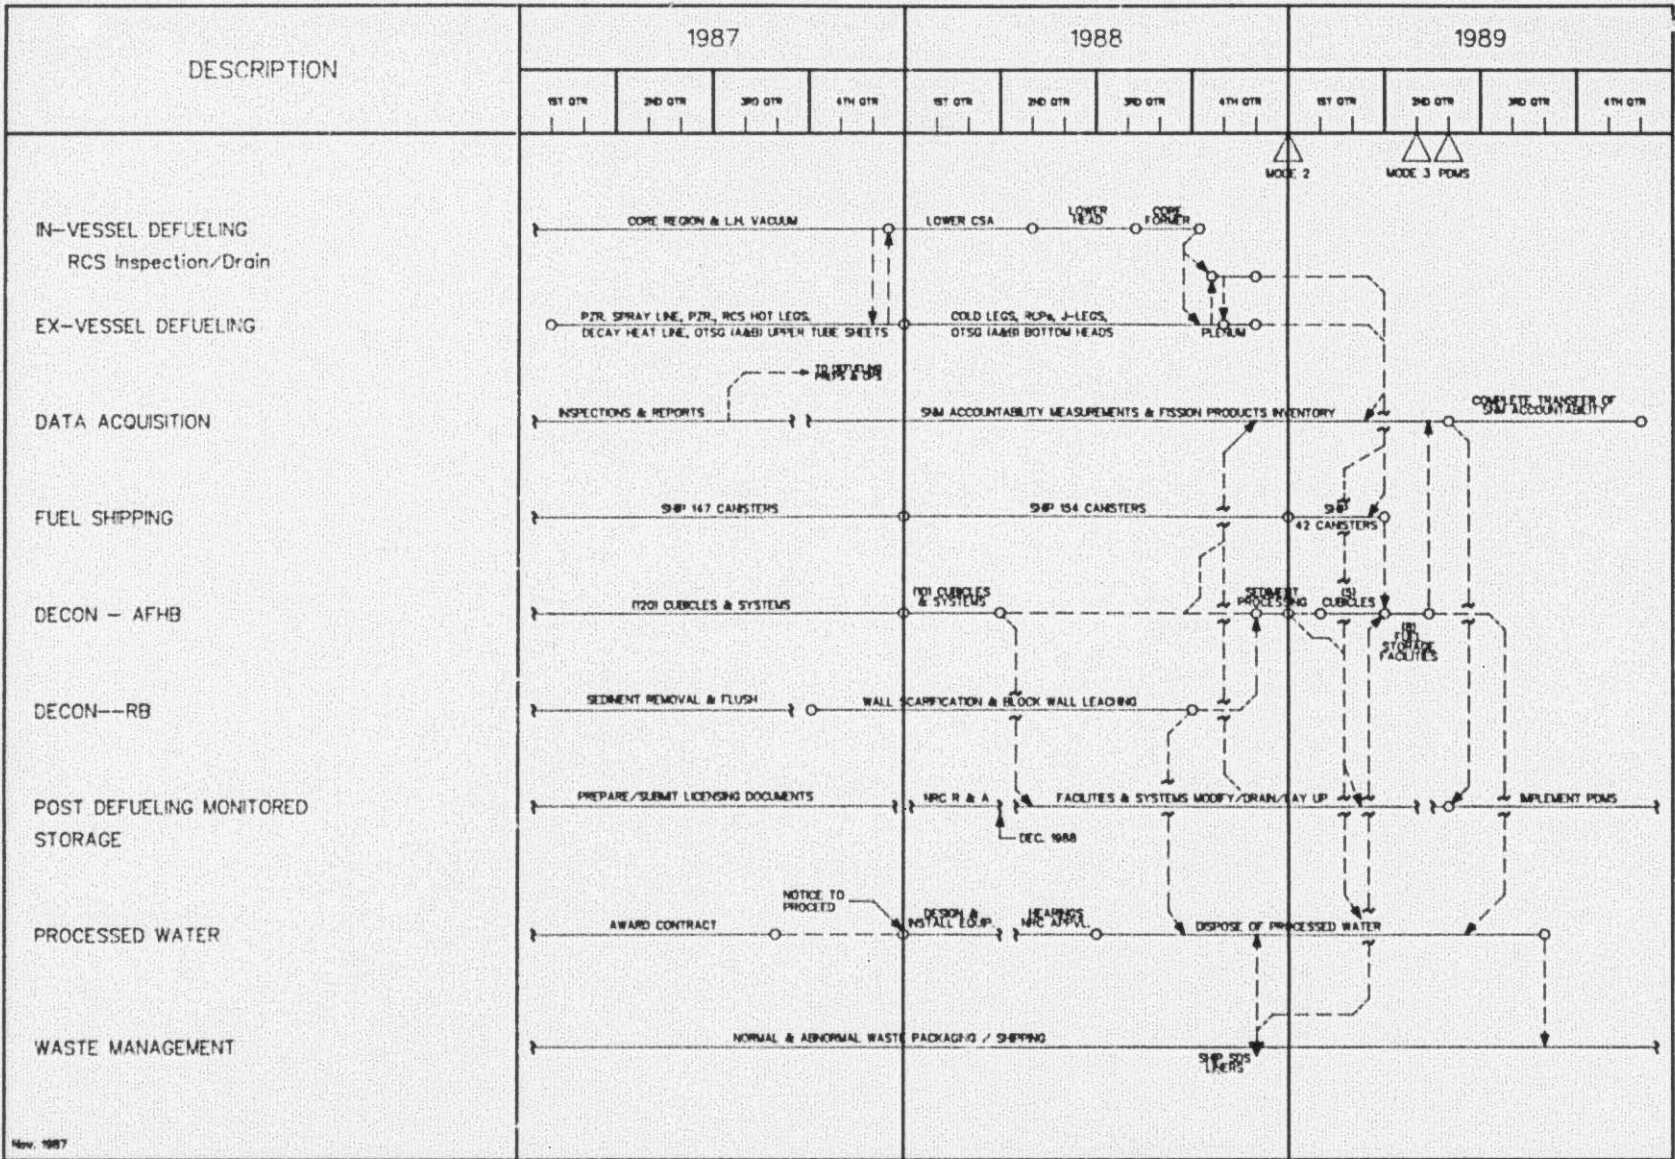 DESCRIPTION
1987
1988
1989
1ST QTR
2ND QTR
3RD QTR
4TH QTR
1ST QTR
2ND QTR
3RD QTR
4TH QTR
1ST QTR
2ND QTR
3RD QTR
4TH QTR
MODE 2
MODE 3
PDMS
IN-VESSEL DEFUELING
RCS Inspection/Drain
CORE REGION & L.H. VACUUM
LOWER CSA
LOWER
HEAD
CORE
FORMER
EX-VESSEL DEFUELING
PZR. SPRAY LINE, PZR., RCS HOT LEGS,
DECAY HEAT LINE, OTSG (A&B) UPPER TUBE SHEETS
COLD LEGS, RCPs, J-LEGS,
OTSG (A&B) BOTTOM HEADS
PLENUM
TO DEFUELING
PREPS & OPS
DATA ACQUISITION
INSPECTIONS & REPORTS
SNM ACCOUNTABILITY MEASUREMENTS & FISSION PRODUCTS INVENTORY
COMPLETE TRANSFER OF
SNM ACCOUNTABILITY
FUEL SHIPPING
SHIP 147 CANISTERS
SHIP 154 CANISTERS
SHIP
42 CANISTERS
DECON - AFHB
(120) CUBICLES & SYSTEMS
(10) CUBICLES
& SYSTEMS
SEDIMENT
PROCESSING
(5)
CUBICLES
(8)
FUEL
STORAGE
FACILITIES
DECON--RB
SEDIMENT REMOVAL & FLUSH
WALL SCARIFICATION & BLOCK WALL LEACHING
POST DEFUELING MONITORED
STORAGE
PREPARE/SUBMIT LICENSING DOCUMENTS
NRC R & A
FACILITIES & SYSTEMS MODIFY/DRAIN/LAY UP
IMPLEMENT PDMS
DEC. 1988
PROCESSED WATER
AWARD CONTRACT
NOTICE TO
PROCEED
DESIGN &
INSTALL EQUIP.
HEARINGS
NRC APPVL.
DISPOSE OF PROCESSED WATER
WASTE MANAGEMENT
NORMAL & ABNORMAL WASTE PACKAGING / SHIPPING
SHIP SDS
LINERS
Nov. 1987